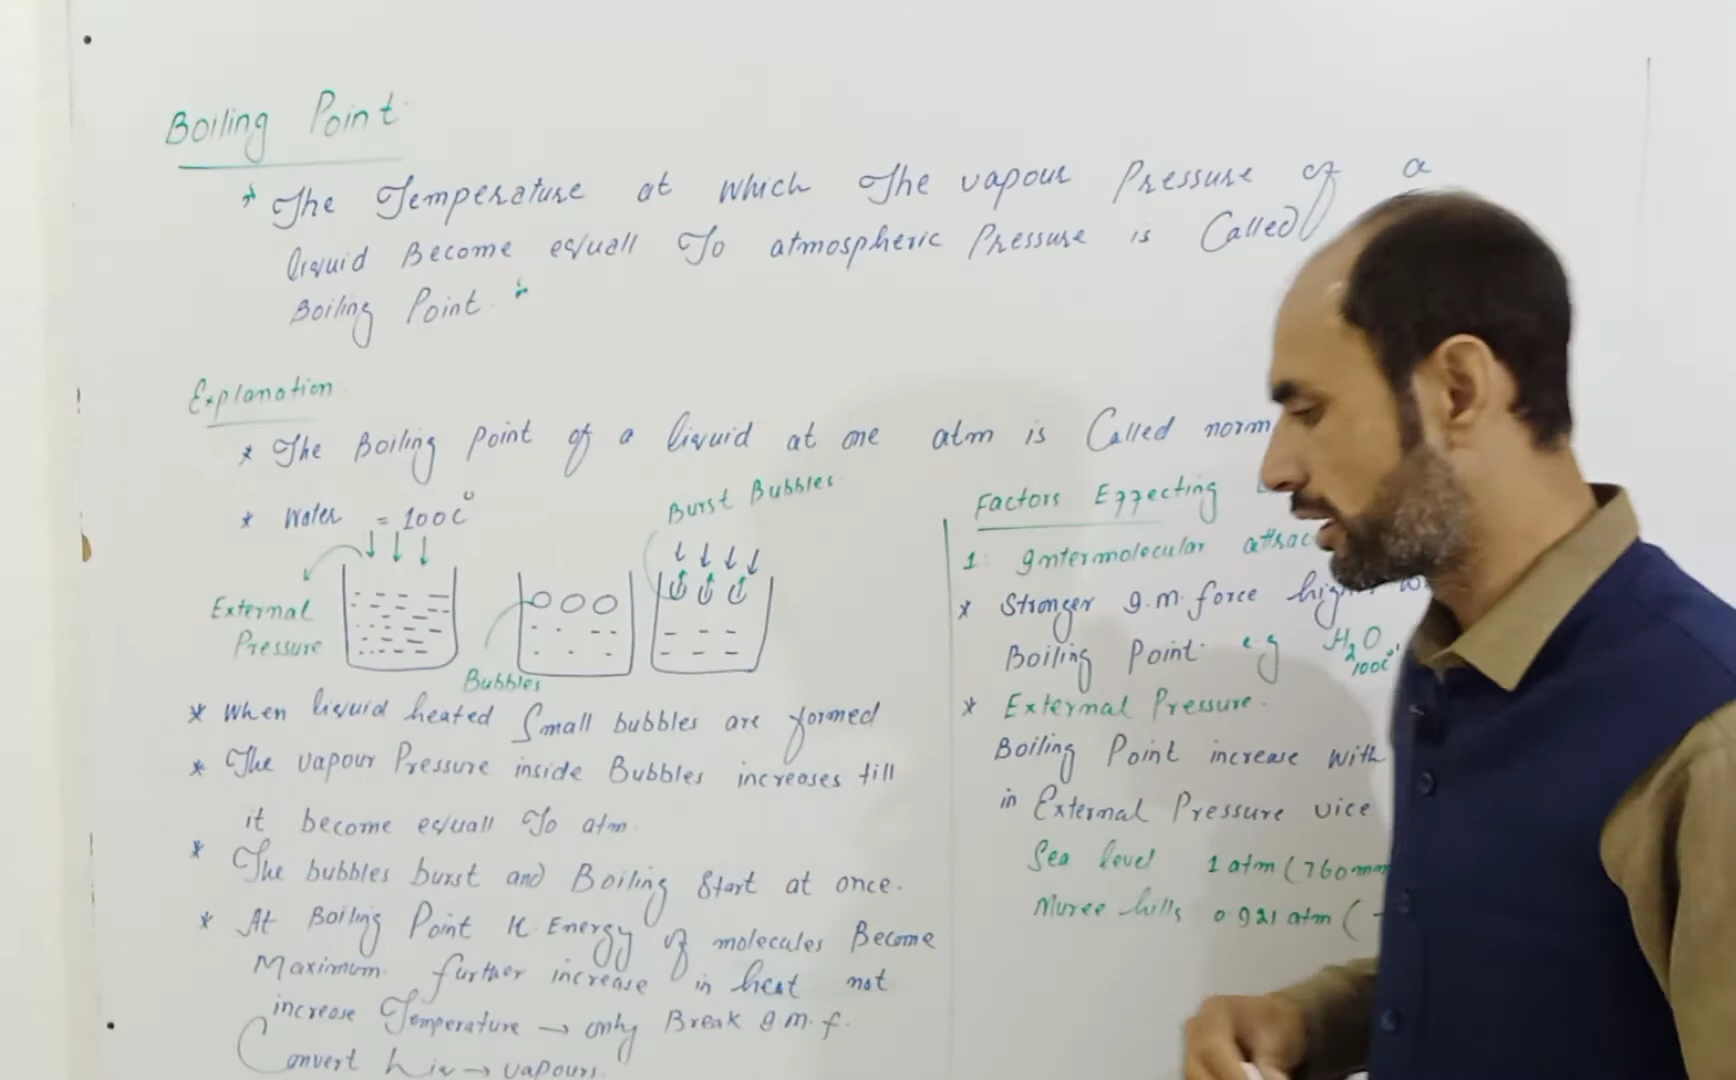 Boiling Point
The Temperature at which The vapour Pressure of a
liquid Become equall To atmospheric Pressure is Called
Boiling Point.
Explanation
* The Boiling point of a liquid at one atm is Called norm
* Water = 100C°
Burst Bubbles
External
Pressure
Bubbles
* When liquid heated Small bubbles are formed
* The vapour Pressure inside Bubbles increases till
it become equall To atm.
* The bubbles burst and Boiling Start at once.
* At Boiling Point K.Energy of molecules Become
Maximum. further increase in heat not
increase Temperature → only Break I.m.f.
Convert Liq → vapours.
Factors Effecting
1. Intermolecular attrac
* Stronger I.m. force high
Boiling Point e.g H2O
100C°
* External Pressure.
Boiling Point increase with
in External Pressure vice
Sea level 1 atm (760mm
Muree hills 0.921 atm (